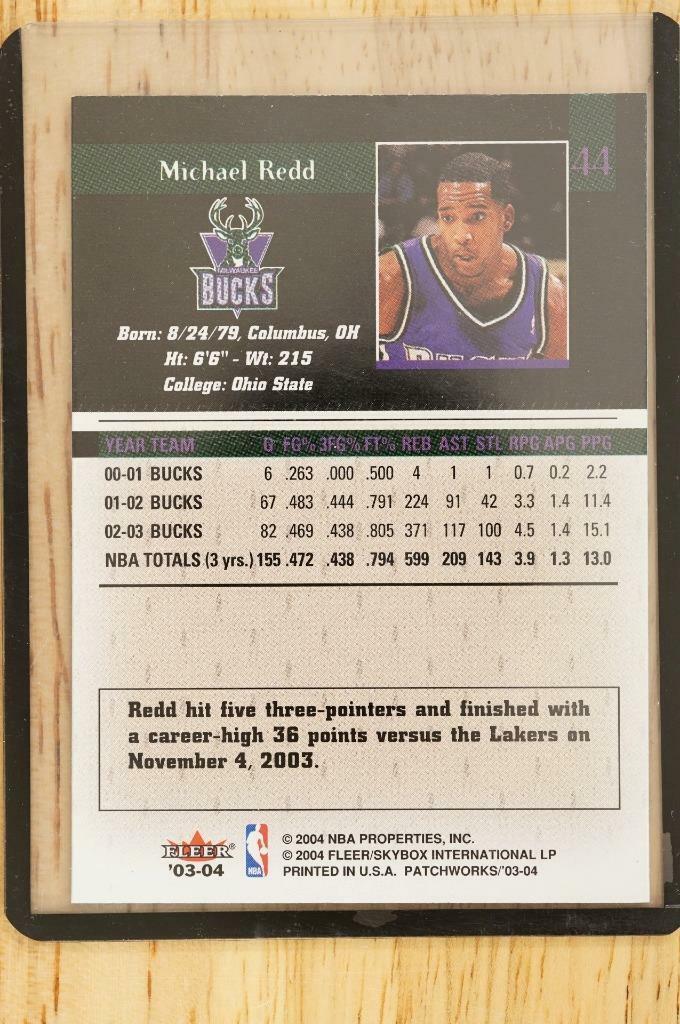 Michael Redd
44
MILWAUKEE
BUCKS
Born: 8/24/79, Columbus, OH
Ht: 6'6" - Wt: 215
College: Ohio State
YEAR TEAM G FG% 3FG% FT% REB AST STL RPG APG PPG
00-01 BUCKS 6 .263 .000 .500 4 1 1 0.7 0.2 2.2
01-02 BUCKS 67 .483 .444 .791 224 91 42 3.3 1.4 11.4
02-03 BUCKS 82 .469 .438 .805 371 117 100 4.5 1.4 15.1
NBA TOTALS (3 yrs.) 155 .472 .438 .794 599 209 143 3.9 1.3 13.0
Redd hit five three-pointers and finished with
a career-high 36 points versus the Lakers on
November 4, 2003.
FLEER®
'03-04
NBA
© 2004 NBA PROPERTIES, INC.
© 2004 FLEER/SKYBOX INTERNATIONAL LP
PRINTED IN U.S.A. PATCHWORKS/'03-04